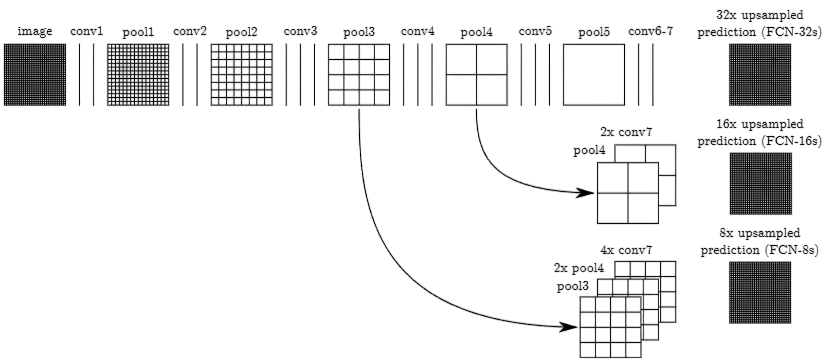 image
conv1
pool1
conv2
pool2
conv3
pool3
conv4
pool4
conv5
pool5
conv6-7
32x upsampled
prediction (FCN-32s)
2x conv7
pool4
16x upsampled
prediction (FCN-16s)
4x conv7
2x pool4
pool3
8x upsampled
prediction (FCN-8s)